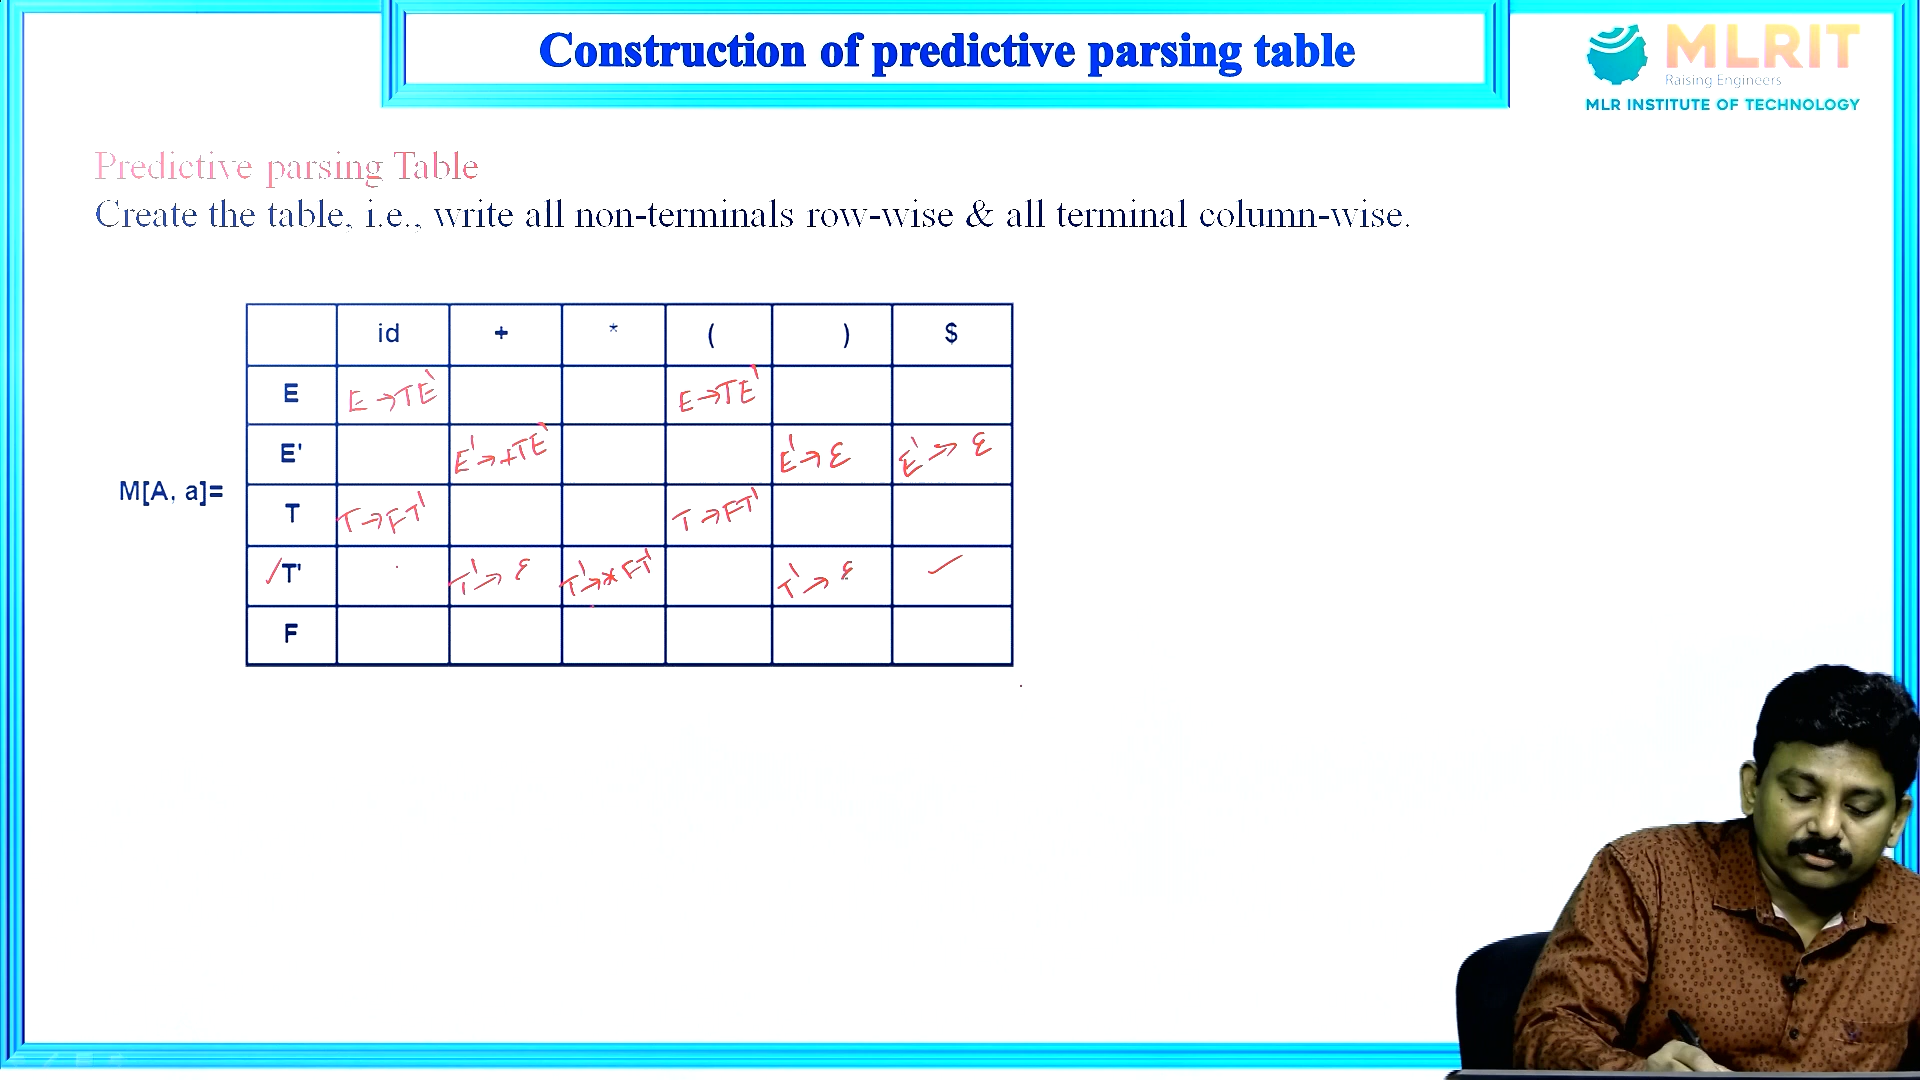 Construction of predictive parsing table
MLRIT
Raising Engineers
MLR INSTITUTE OF TECHNOLOGY
Predictive parsing Table
Create the table, i.e., write all non-terminals row-wise & all terminal column-wise.
M[A, a]=
id + * ( ) $
E E→TE' E→TE'
E' E'→+TE' E'→ε E'→ε
T T→FT' T→FT'
✓T' T'→ε T'→*FT' T'→ε ✓
F